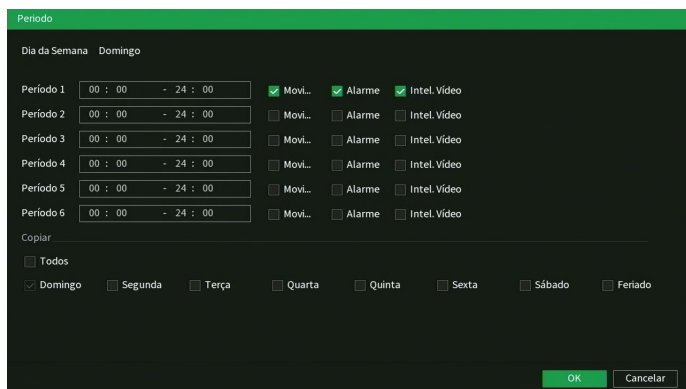 Periodo
Dia da Semana Domingo
Período 1 00 : 00 - 24 : 00 Movi... Alarme Intel. Vídeo
Período 2 00 : 00 - 24 : 00 Movi... Alarme Intel. Vídeo
Período 3 00 : 00 - 24 : 00 Movi... Alarme Intel. Vídeo
Período 4 00 : 00 - 24 : 00 Movi... Alarme Intel. Vídeo
Período 5 00 : 00 - 24 : 00 Movi... Alarme Intel. Vídeo
Período 6 00 : 00 - 24 : 00 Movi... Alarme Intel. Vídeo
Copiar
Todos
Domingo Segunda Terça Quarta Quinta Sexta Sábado Feriado
OK Cancelar